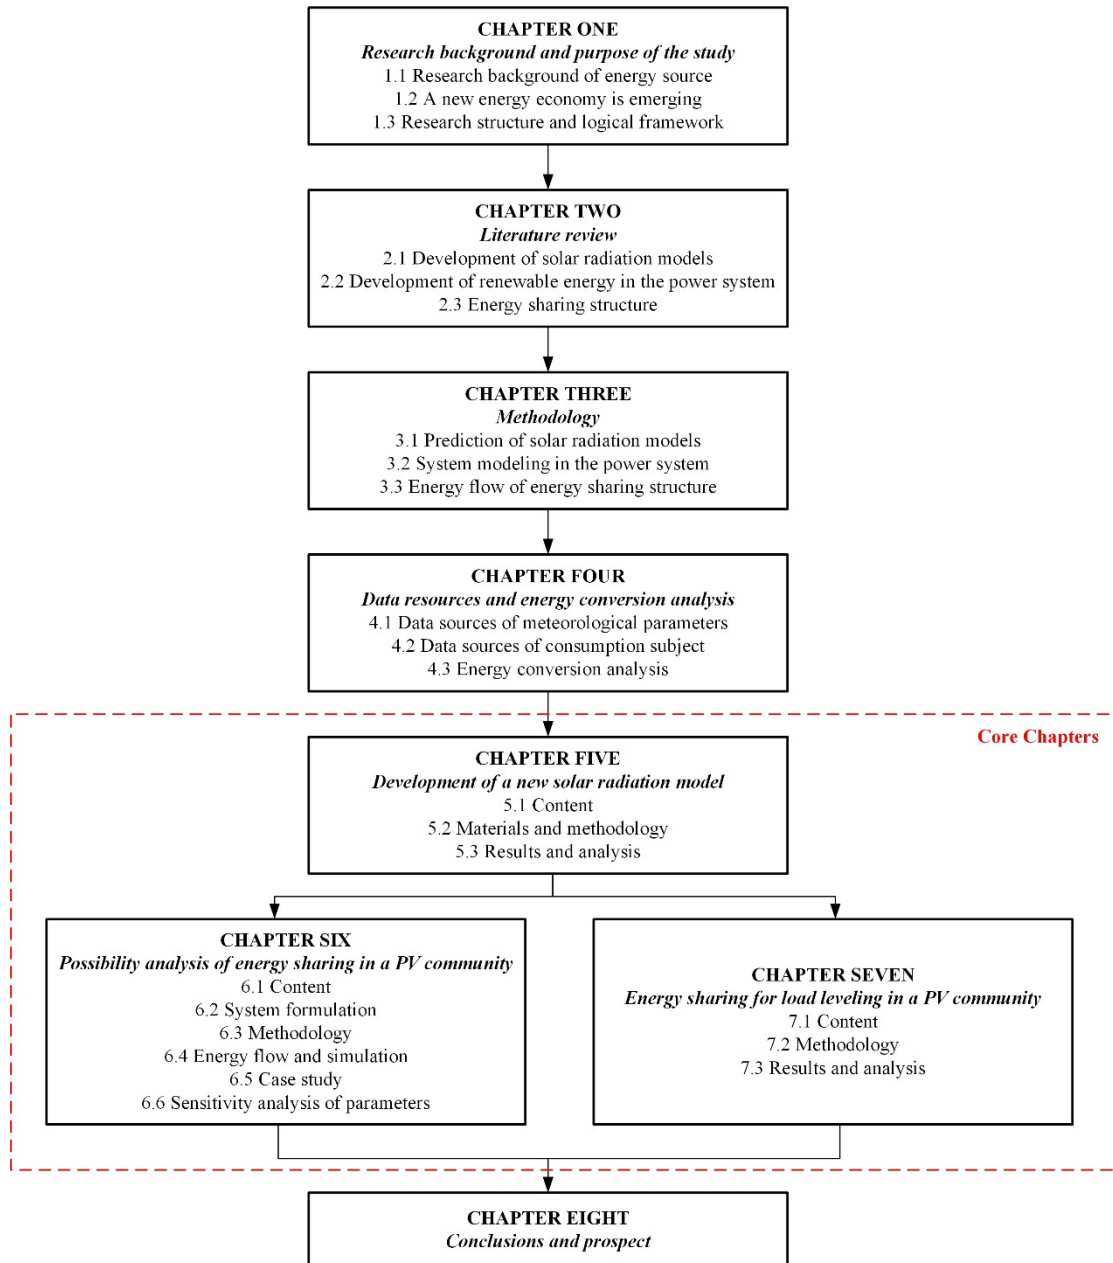 CHAPTER ONE
Research background and purpose of the study
1.1 Research background of energy source
1.2 A new energy economy is emerging
1.3 Research structure and logical framework
CHAPTER TWO
Literature review
2.1 Development of solar radiation models
2.2 Development of renewable energy in the power system
2.3 Energy sharing structure
CHAPTER THREE
Methodology
3.1 Prediction of solar radiation models
3.2 System modeling in the power system
3.3 Energy flow of energy sharing structure
CHAPTER FOUR
Data resources and energy conversion analysis
4.1 Data sources of meteorological parameters
4.2 Data sources of consumption subject
4.3 Energy conversion analysis
Core Chapters
CHAPTER FIVE
Development of a new solar radiation model
5.1 Content
5.2 Materials and methodology
5.3 Results and analysis
CHAPTER SIX
Possibility analysis of energy sharing in a PV community
6.1 Content
6.2 System formulation
6.3 Methodology
6.4 Energy flow and simulation
6.5 Case study
6.6 Sensitivity analysis of parameters
CHAPTER SEVEN
Energy sharing for load leveling in a PV community
7.1 Content
7.2 Methodology
7.3 Results and analysis
CHAPTER EIGHT
Conclusions and prospect